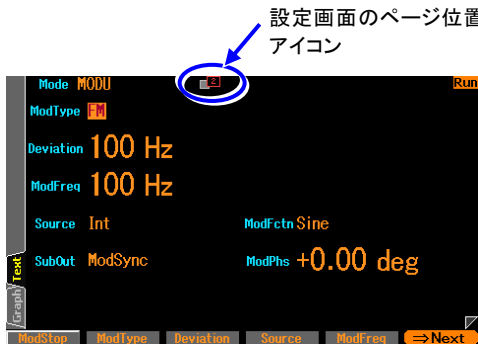 設定画面のページ位置
アイコン
Mode MODU 2 Run
ModType FM
Deviation 100 Hz
ModFreq 100 Hz
Source Int ModFctn Sine
SubOut ModSync ModPhs +0.00 deg
Text
Graph
ModStop ModType Deviation Source ModFreq ⇒Next